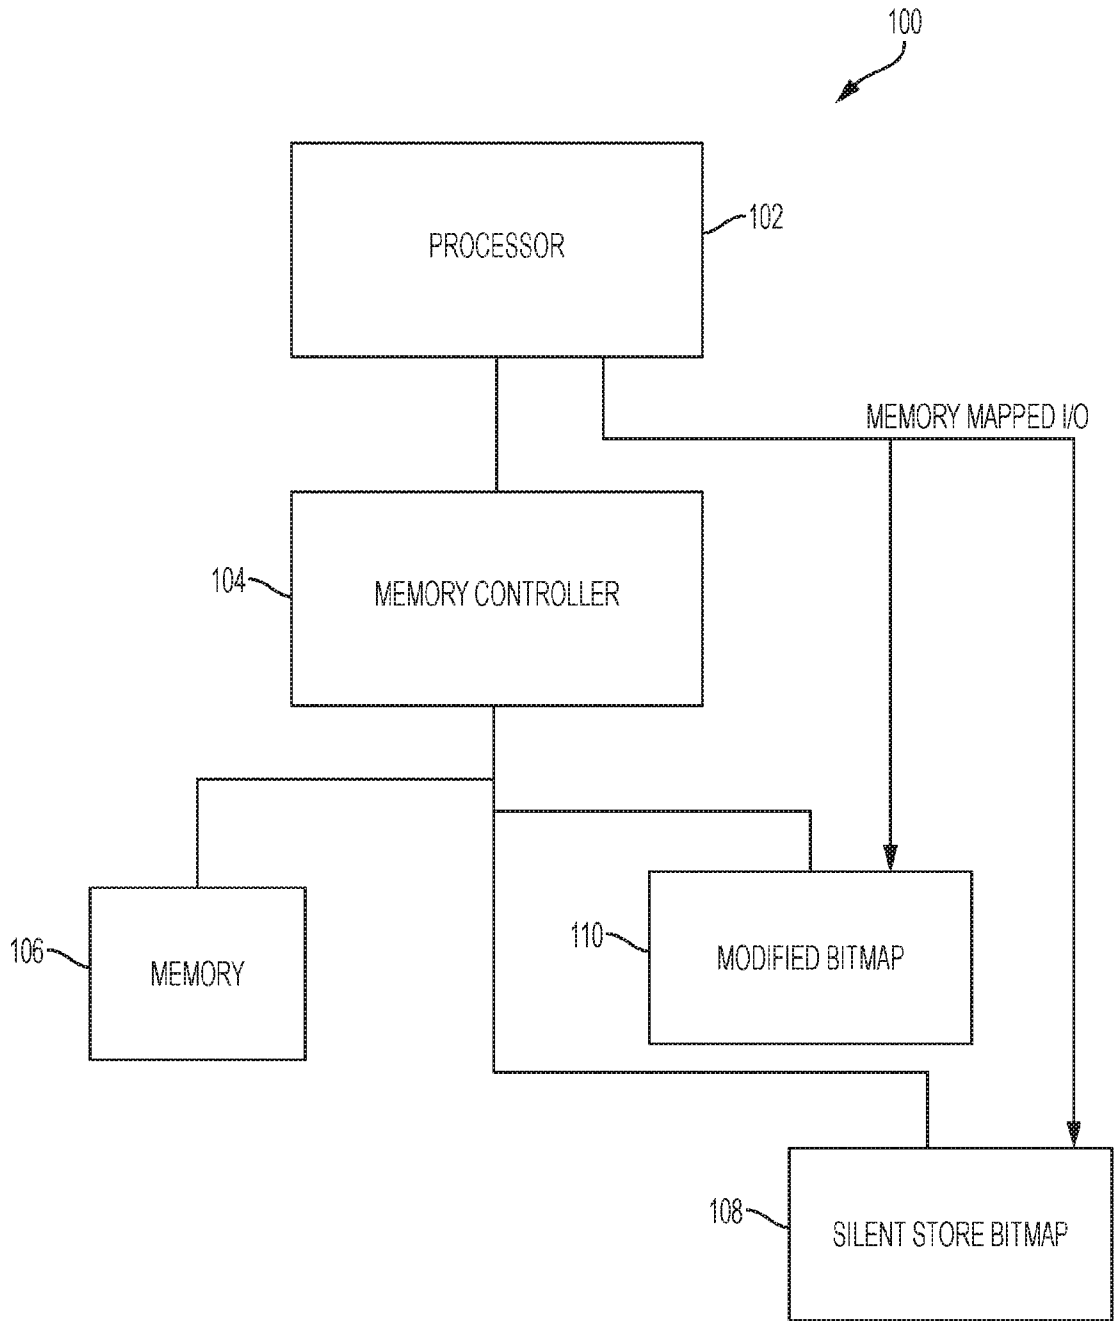 100
PROCESSOR
102
MEMORY MAPPED I/O
104
MEMORY CONTROLLER
106
MEMORY
110
MODIFIED BITMAP
108
SILENT STORE BITMAP